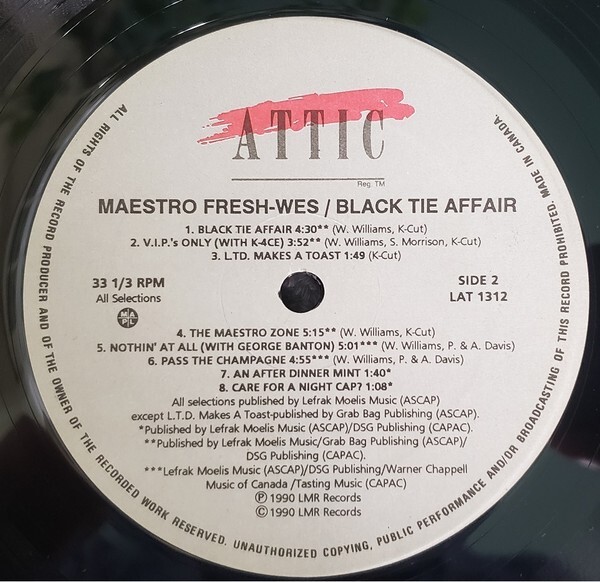 ATTIC
Reg. TM
MAESTRO FRESH-WES / BLACK TIE AFFAIR
1. BLACK TIE AFFAIR 4:30** (W. Williams, K-Cut)
2. V.I.P.'s ONLY (WITH K-4CE) 3:52** (W. Williams, S. Morrison, K-Cut)
3. L.T.D. MAKES A TOAST 1:49 (K-Cut)
33 1/3 RPM
All Selections
SIDE 2
LAT 1312
MAPL
4. THE MAESTRO ZONE 5:15** (W. Williams, K-Cut)
5. NOTHIN' AT ALL (WITH GEORGE BANTON) 5:01*** (W. Williams, P. & A. Davis)
6. PASS THE CHAMPAGNE 4:55*** (W. Williams, P. & A. Davis)
7. AN AFTER DINNER MINT 1:40*
8. CARE FOR A NIGHT CAP? 1:08*
All selections published by Lefrak Moelis Music (ASCAP)
except L.T.D. Makes A Toast-published by Grab Bag Publishing (ASCAP).
*Published by Lefrak Moelis Music (ASCAP)/DSG Publishing (CAPAC).
**Published by Lefrak Moelis Music/Grab Bag Publishing (ASCAP)/
DSG Publishing (CAPAC).
***Lefrak Moelis Music (ASCAP)/DSG Publishing/Warner Chappell
Music of Canada /Tasting Music (CAPAC)
Ⓟ 1990 LMR Records
© 1990 LMR Records
ALL RIGHTS OF THE RECORD PRODUCER AND OF THE OWNER OF THE RECORDED WORK RESERVED. UNAUTHORIZED COPYING, PUBLIC PERFORMANCE AND/OR BROADCASTING OF THIS RECORD PROHIBITED. MADE IN CANADA.